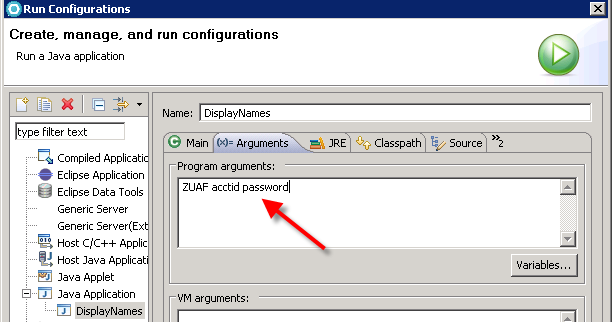 Run Configurations
Create, manage, and run configurations
Run a Java application
type filter text
Compiled Applicatio
Eclipse Application
Eclipse Data Tools
Generic Server
Generic Server(Ext
Host C/C++ Applic
Host Java Applicati
Java Applet
Java Application
DisplayNames
Name: DisplayNames
Main (x)= Arguments JRE Classpath Source »2
Program arguments:
ZUAF acctid password
Variables...
VM arguments: